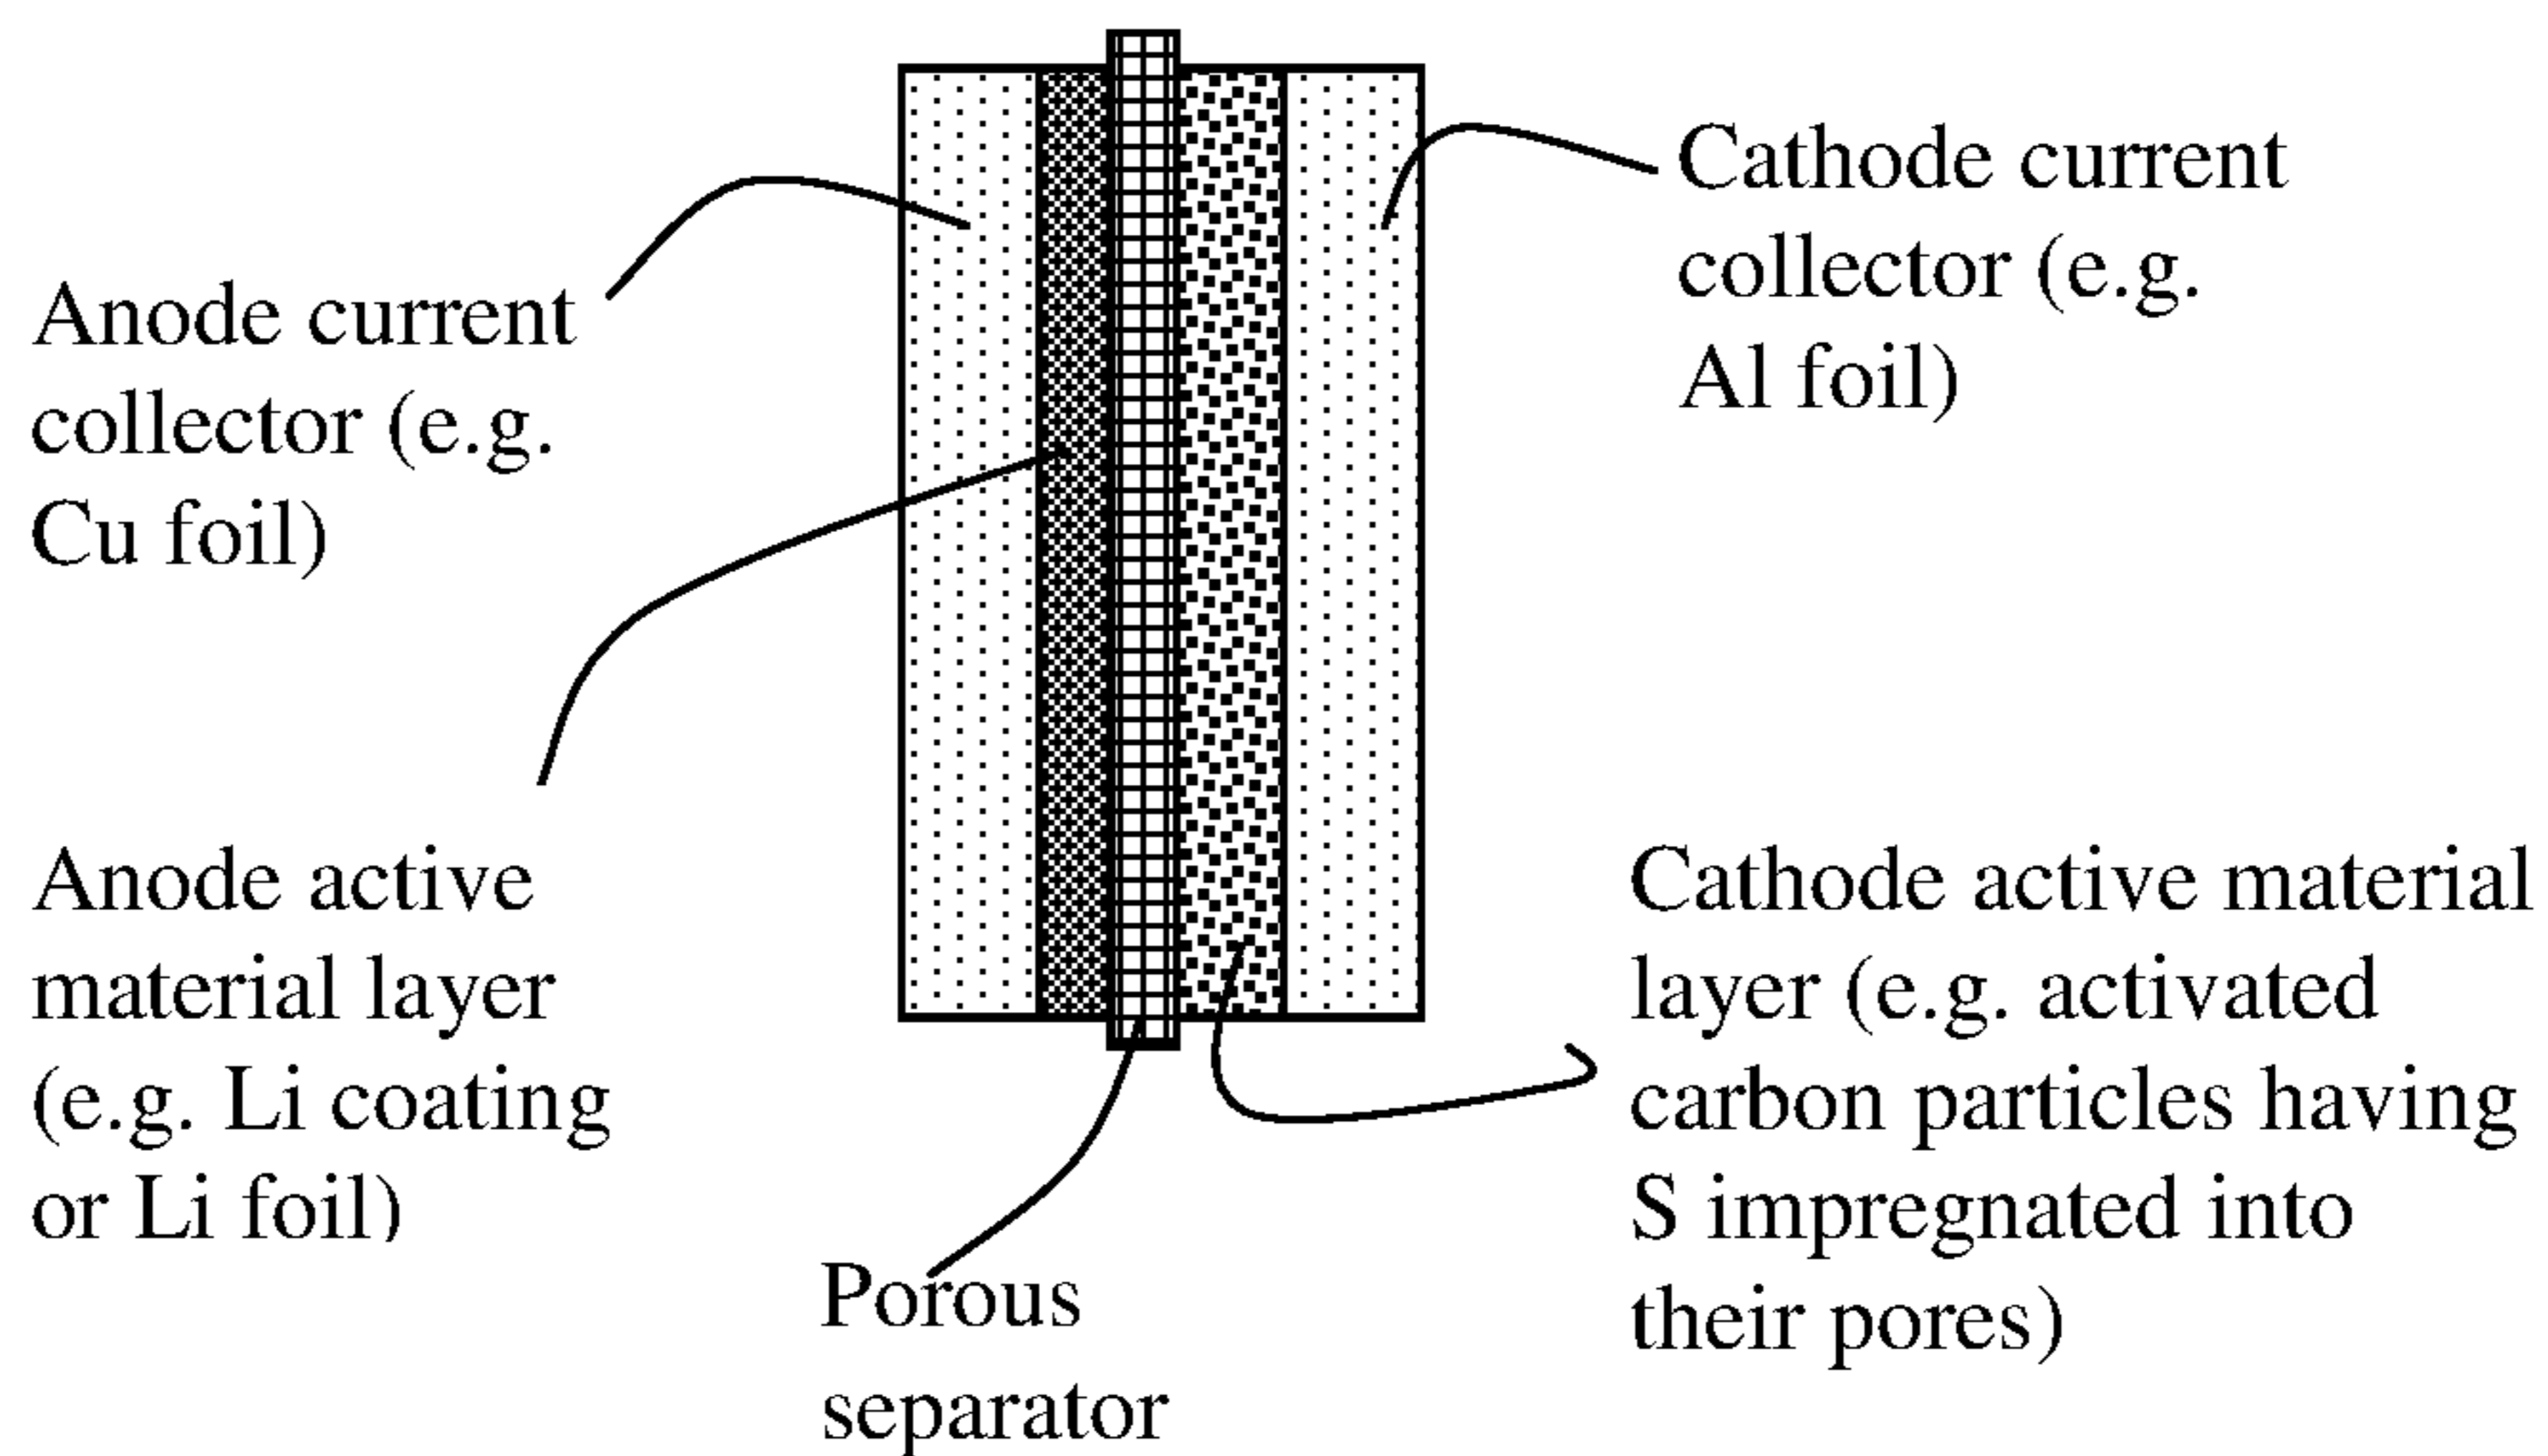 Anode current
collector (e.g.
Cu foil)
Cathode current
collector (e.g.
Al foil)
Anode active
material layer
(e.g. Li coating
or Li foil)
Porous
separator
Cathode active material
layer (e.g. activated
carbon particles having
S impregnated into
their pores)